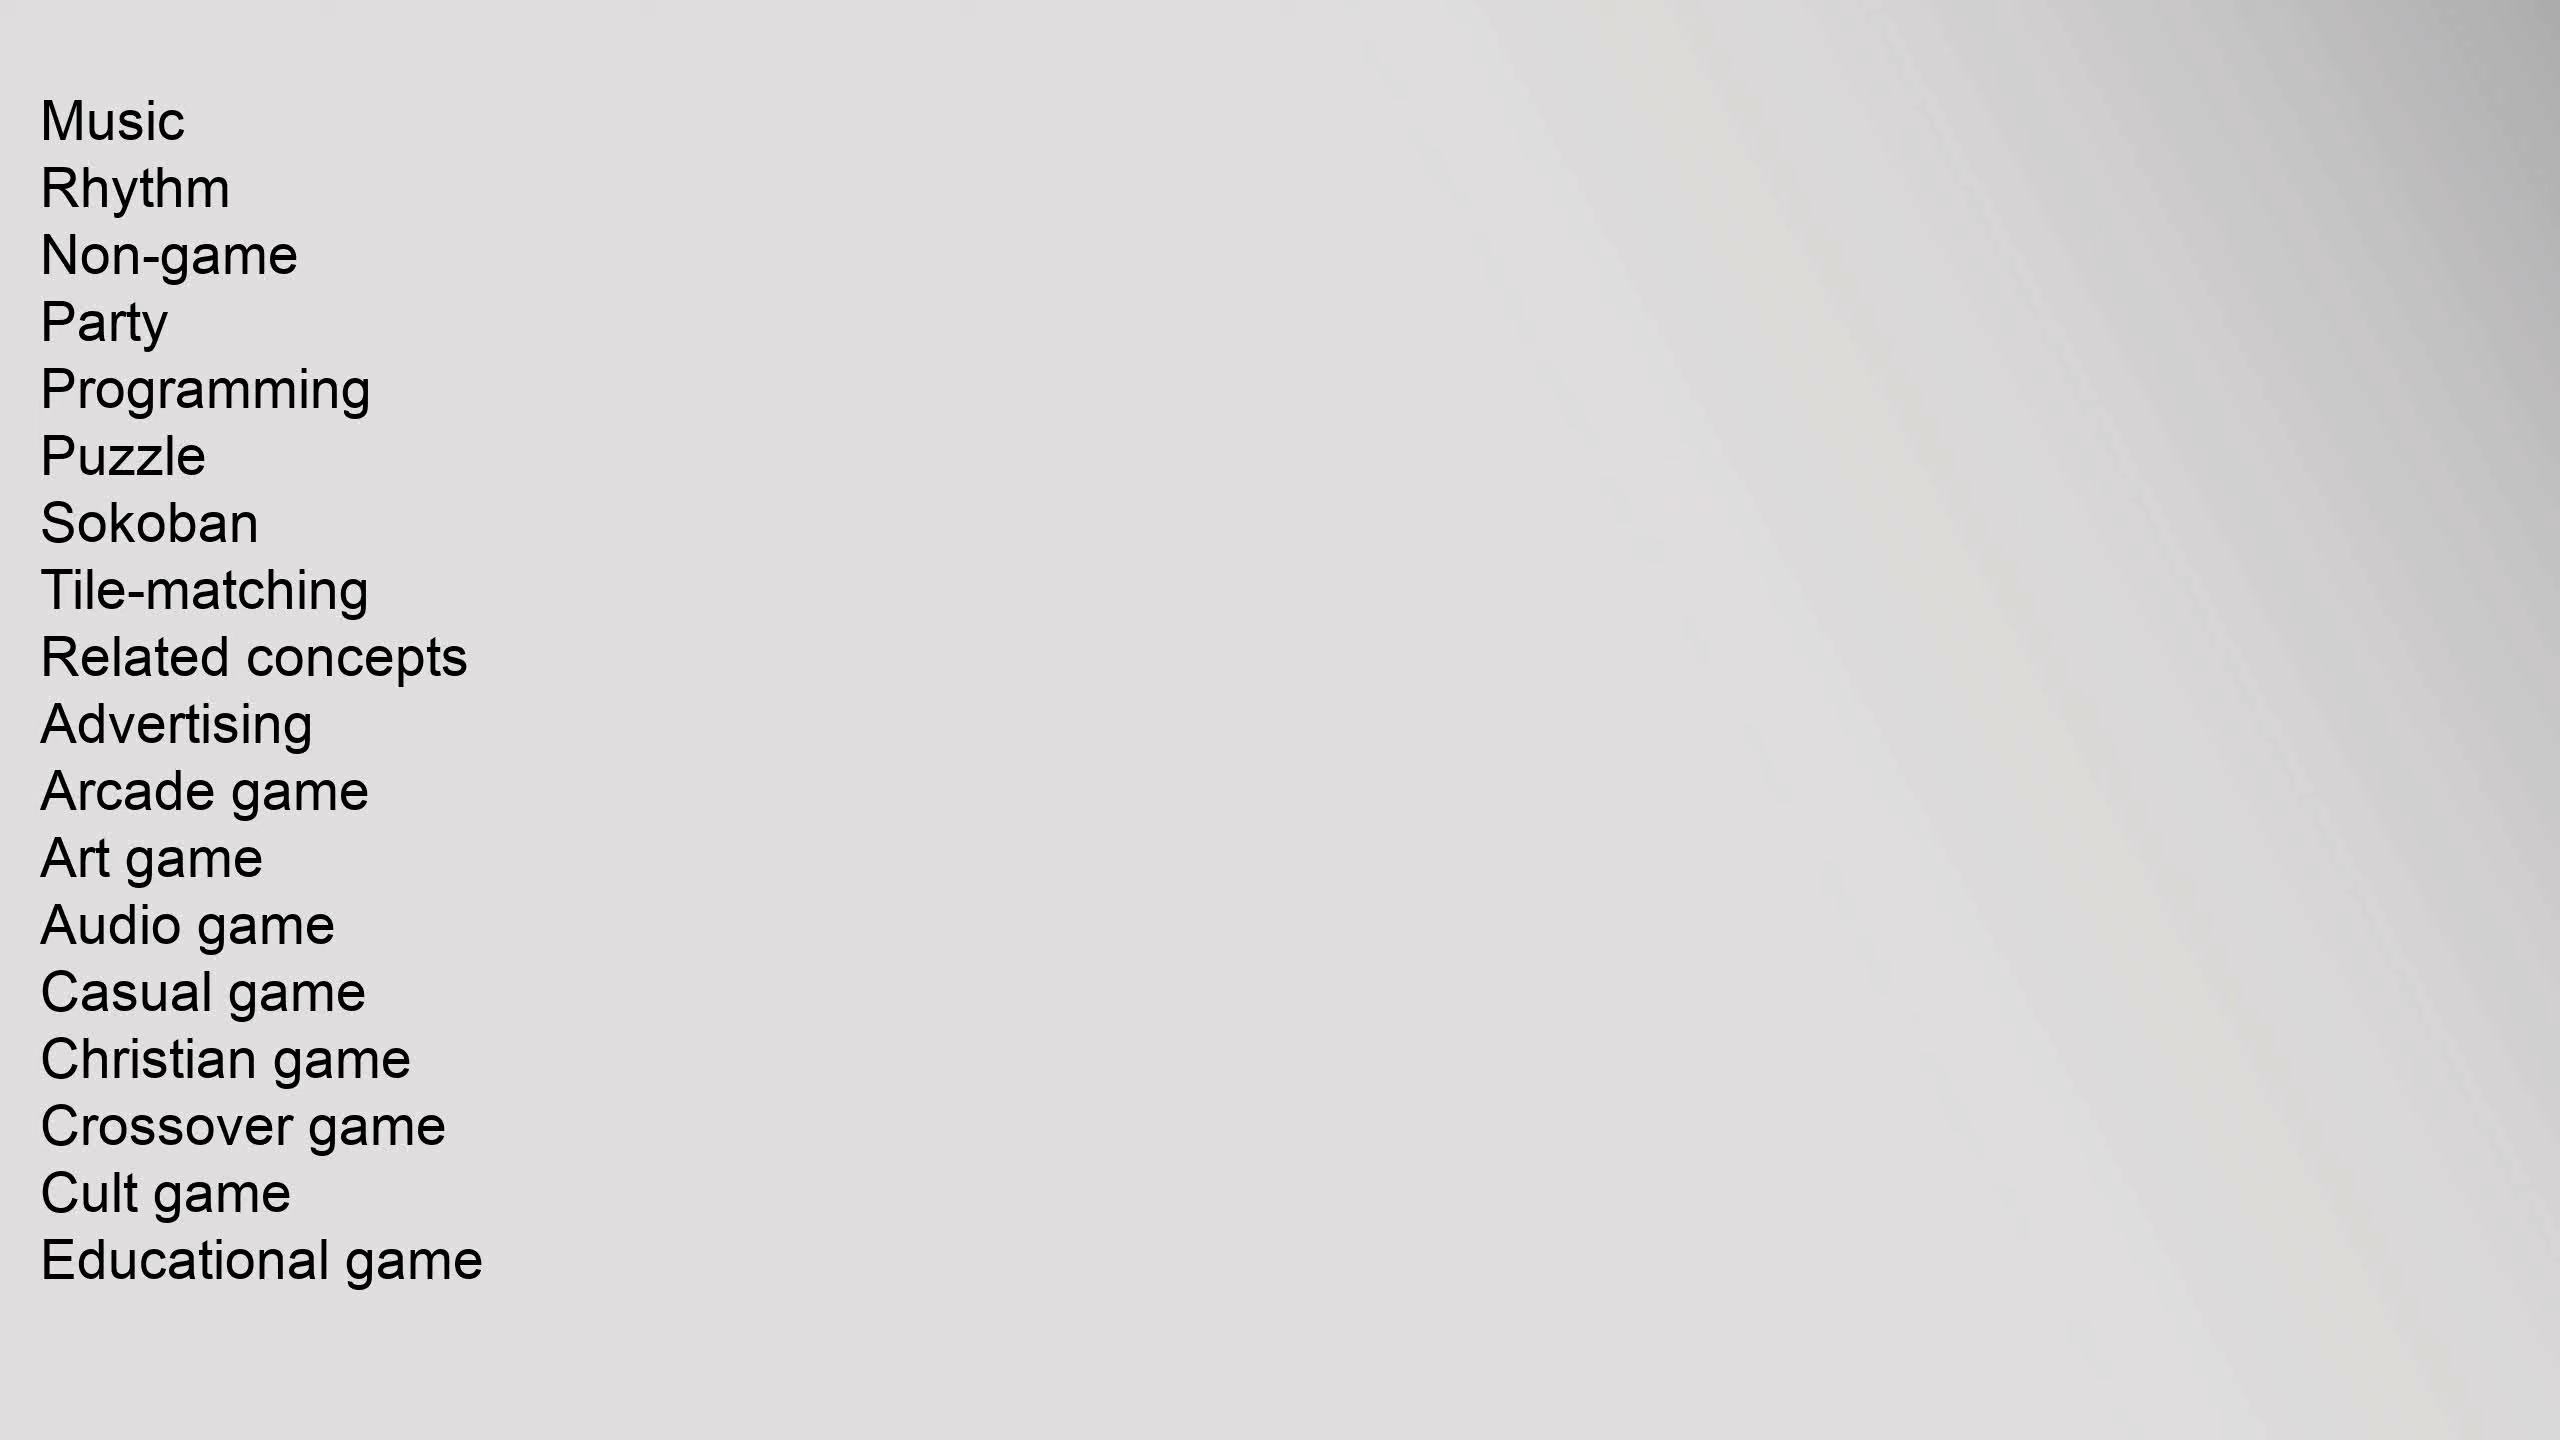 Music
Rhythm
Non-game
Party
Programming
Puzzle
Sokoban
Tile-matching
Related concepts
Advertising
Arcade game
Art game
Audio game
Casual game
Christian game
Crossover game
Cult game
Educational game